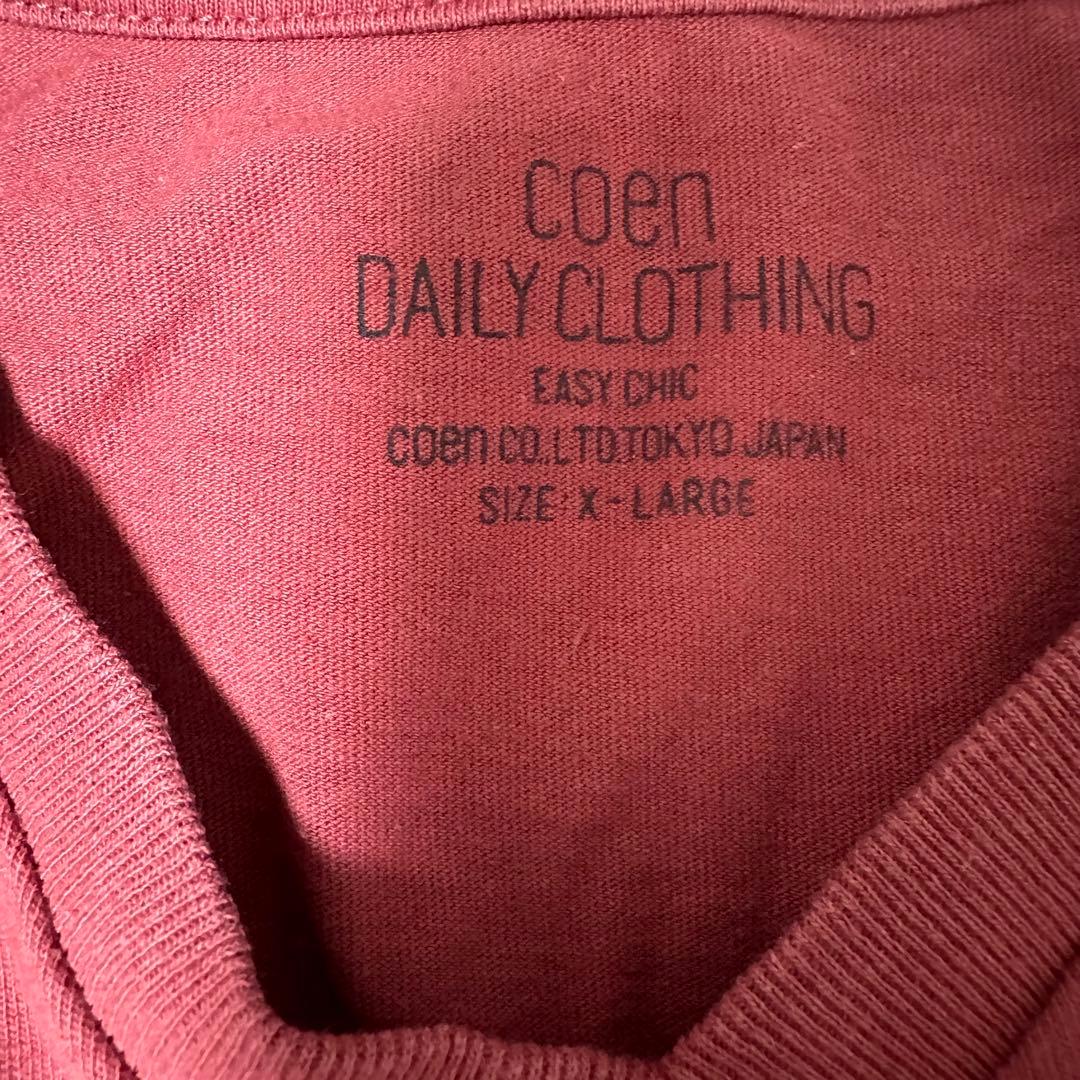 coen
DAILY CLOTHING
EASY CHIC
coen CO.,LTD.TOKYO JAPAN
SIZE: X-LARGE